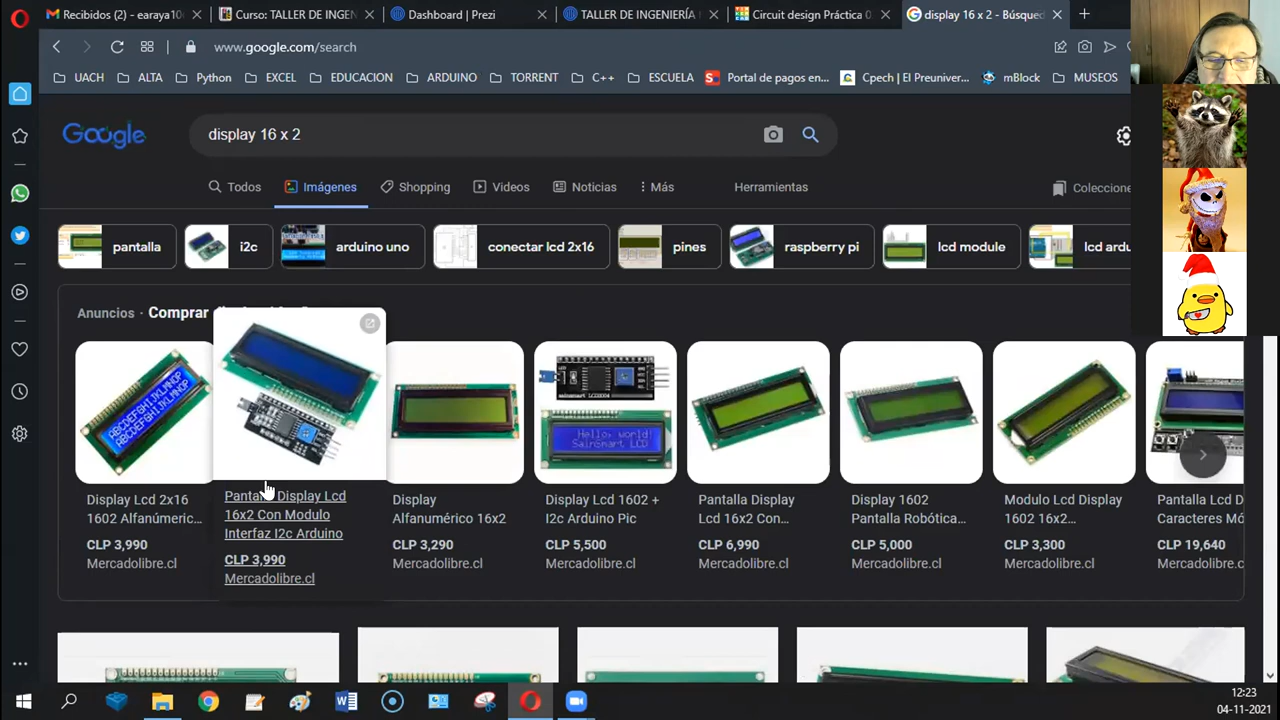 Recibidos (2) - earaya10
Curso: TALLER DE INGEN
Dashboard | Prezi
TALLER DE INGENIERÍA
Circuit design Práctica 0
display 16 x 2 - Búsqued
www.google.com/search
UACH
ALTA
Python
EXCEL
EDUCACION
ARDUINO
TORRENT
C++
ESCUELA
Portal de pagos en...
Cpech | El Preuniver...
mBlock
MUSEOS
Google
display 16 x 2
Todos
Imágenes
Shopping
Videos
Noticias
Más
Herramientas
Coleccione
pantalla
i2c
arduino uno
conectar lcd 2x16
pines
raspberry pi
lcd module
lcd ardu
Anuncios · Comprar
ABCDEFGHIJKLMNOP
ABCDEFGHIJKLMNOP
Hello, world!
SainSmart LCD
Display Lcd 2x16
1602 Alfanúmeric...
CLP 3,990
Mercadolibre.cl
Pantalla Display Lcd
16x2 Con Modulo
Interfaz I2c Arduino
CLP 3,990
Mercadolibre.cl
Display
Alfanumérico 16x2
CLP 3,290
Mercadolibre.cl
Display Lcd 1602 +
I2c Arduino Pic
CLP 5,500
Mercadolibre.cl
Pantalla Display
Lcd 16x2 Con...
CLP 6,990
Mercadolibre.cl
Display 1602
Pantalla Robótica...
CLP 5,000
Mercadolibre.cl
Modulo Lcd Display
1602 16x2...
CLP 3,300
Mercadolibre.cl
Pantalla Lcd D
Caracteres Mó
CLP 19,640
Mercadolibre.cl
12:23
04-11-2021